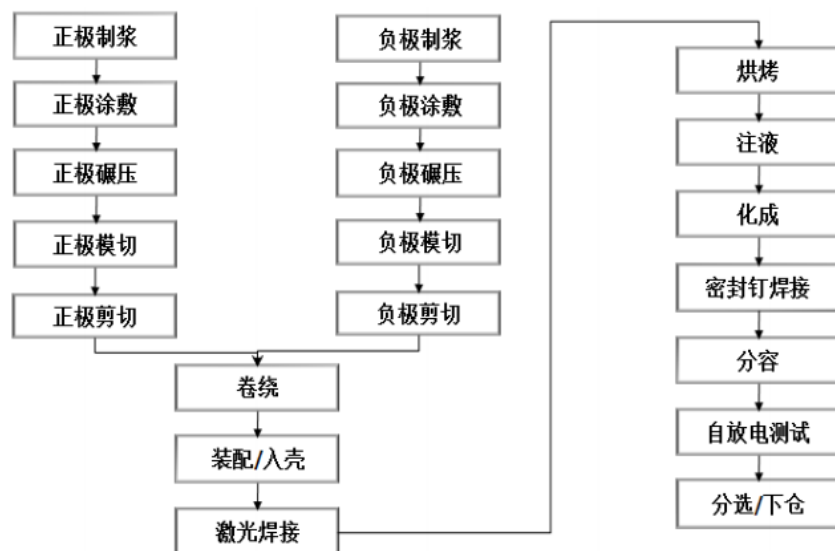 正极制浆
正极涂敷
正极碾压
正极模切
正极剪切
负极制浆
负极涂敷
负极碾压
负极模切
负极剪切
卷绕
装配/入壳
激光焊接
烘烤
注液
化成
密封钉焊接
分容
自放电测试
分选/下仓